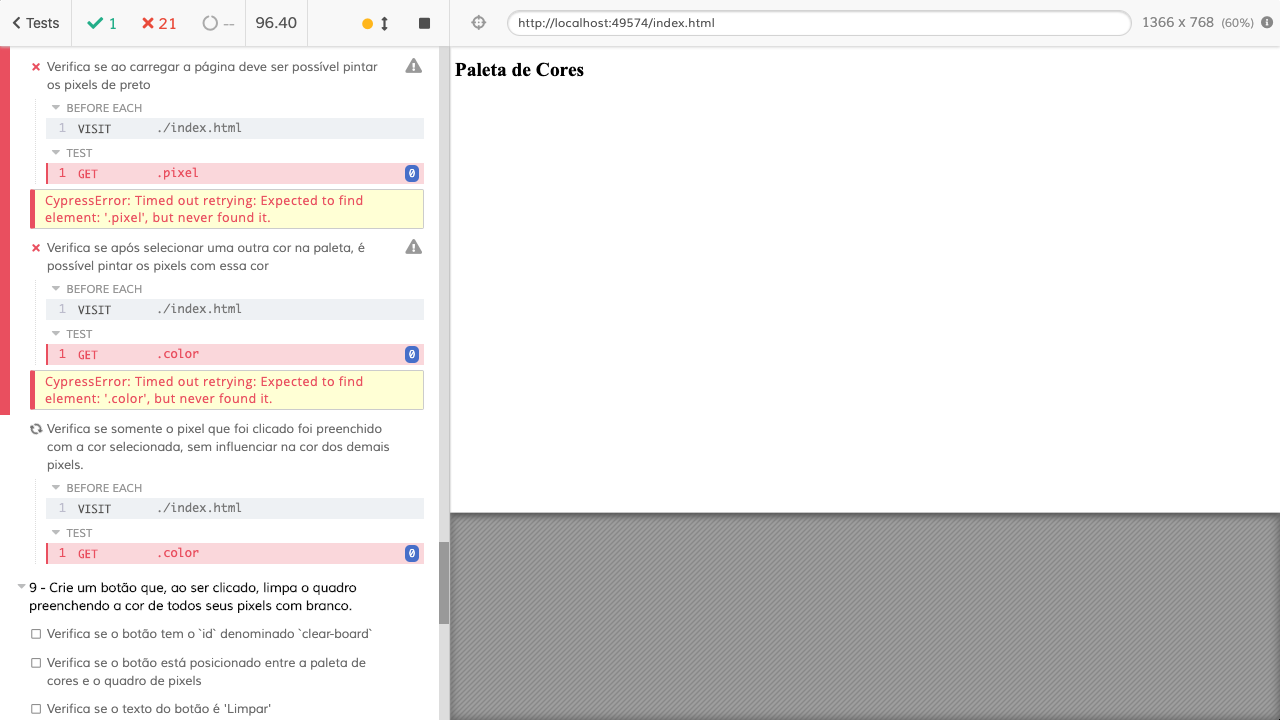 Tests 1 21 -- 96.40
http://localhost:49574/index.html 1366 x 768 (60%)
Verifica se ao carregar a página deve ser possível pintar
os pixels de preto
BEFORE EACH
1 VISIT ./index.html
TEST
1 GET .pixel 0
CypressError: Timed out retrying: Expected to find
element: '.pixel', but never found it.
Verifica se após selecionar uma outra cor na paleta, é
possível pintar os pixels com essa cor
BEFORE EACH
1 VISIT ./index.html
TEST
1 GET .color 0
CypressError: Timed out retrying: Expected to find
element: '.color', but never found it.
Verifica se somente o pixel que foi clicado foi preenchido
com a cor selecionada, sem influenciar na cor dos demais
pixels.
BEFORE EACH
1 VISIT ./index.html
TEST
1 GET .color 0
9 - Crie um botão que, ao ser clicado, limpa o quadro
preenchendo a cor de todos seus pixels com branco.
Verifica se o botão tem o `id` denominado `clear-board`
Verifica se o botão está posicionado entre a paleta de
cores e o quadro de pixels
Verifica se o texto do botão é 'Limpar'
Paleta de Cores